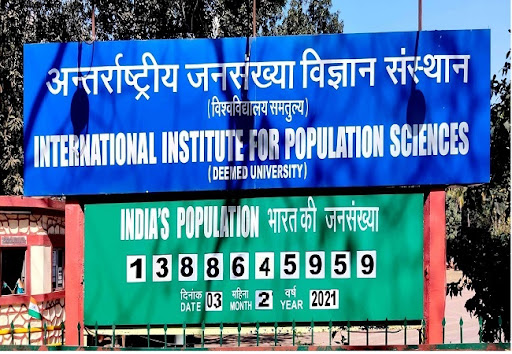 अन्तर्राष्ट्रीय जनसंख्या विज्ञान संस्थान
(विश्वविद्यालय समतुल्य)
INTERNATIONAL INSTITUTE FOR POPULATION SCIENCES
(DEEMED UNIVERSITY)
INDIA'S POPULATION भारत की जनसंख्या
1388645959
दिनांक महिना वर्ष
DATE 03 MONTH 2 YEAR 2021